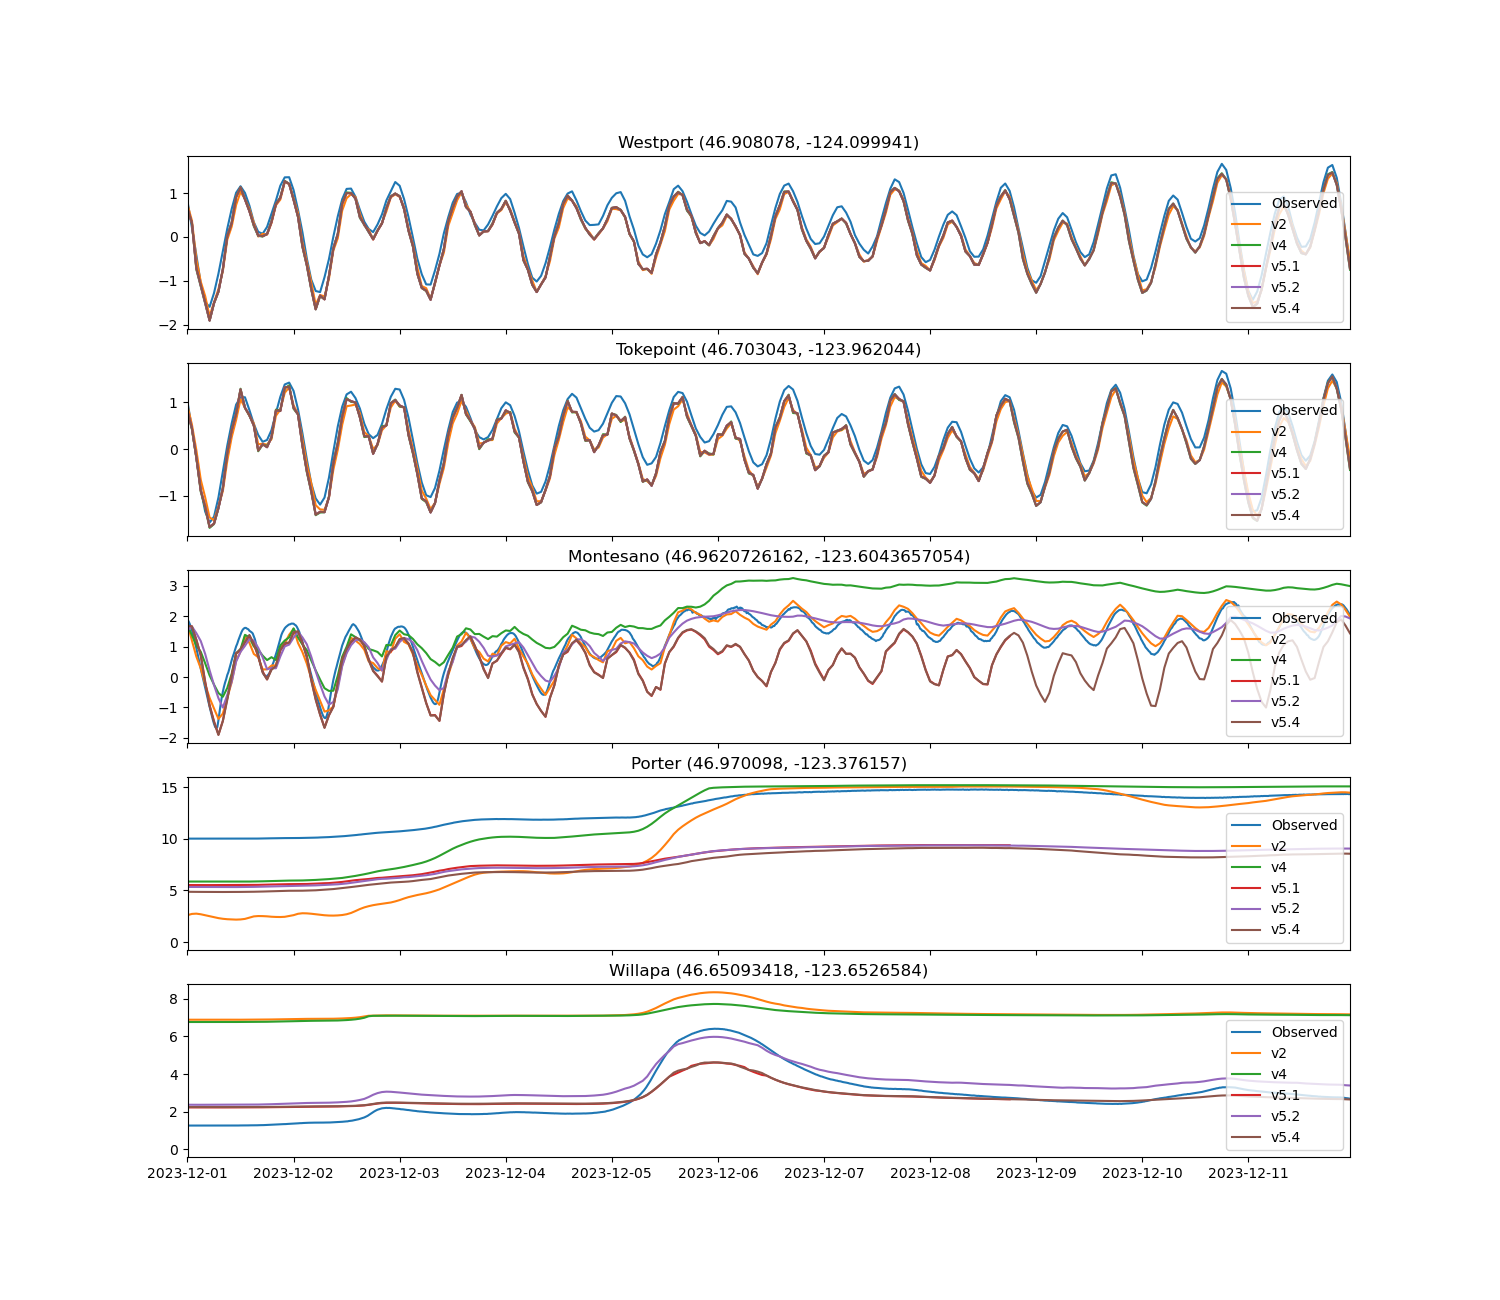 Westport (46.908078, -124.099941)
1
0
−1
−2
Observed
v2
v4
v5.1
v5.2
v5.4
Tokepoint (46.703043, -123.962044)
1
0
−1
Observed
v2
v4
v5.1
v5.2
v5.4
Montesano (46.9620726162, -123.6043657054)
3
2
1
0
−1
−2
Observed
v2
v4
v5.1
v5.2
v5.4
Porter (46.970098, -123.376157)
15
10
5
0
Observed
v2
v4
v5.1
v5.2
v5.4
Willapa (46.65093418, -123.6526584)
8
6
4
2
0
Observed
v2
v4
v5.1
v5.2
v5.4
2023-12-01 2023-12-02 2023-12-03 2023-12-04 2023-12-05 2023-12-06 2023-12-07 2023-12-08 2023-12-09 2023-12-10 2023-12-11